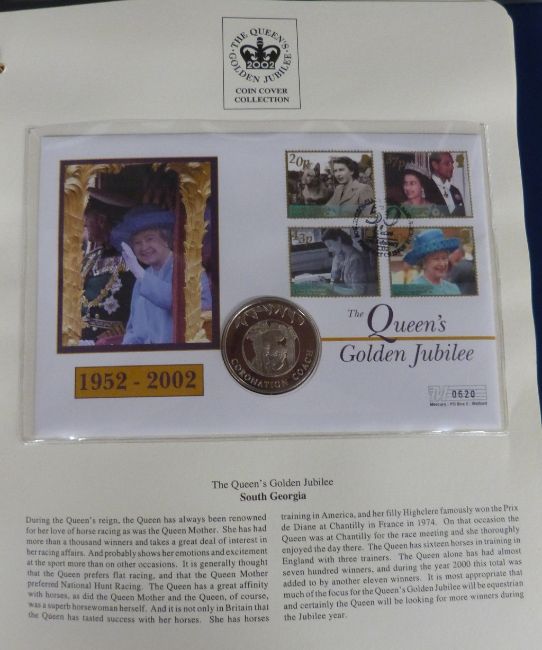 THE QUEEN'S
2002
GOLDEN JUBILEE
COIN COVER
COLLECTION
20p
37p
The
Queen's
Golden Jubilee
CORONATION COACH
1952 - 2002
0620
The Queen's Golden Jubilee
South Georgia
During the Queen's reign, the Queen has always been renowned
for her love of horse racing as was the Queen Mother. She has had
more than a thousand winners and takes a great deal of interest in
her racing affairs. And probably shows her emotions and excitement
at the sport more than on other occasions. It is generally thought
that the Queen prefers flat racing, and that the Queen Mother
preferred National Hunt Racing. The Queen has a great affinity
with horses, as did the Queen Mother and the Queen, of course,
was a superb horsewoman herself. And it is not only in Britain that
the Queen has tasted success with her horses. She has horses
training in America, and her filly Highclere famously won the Prix
de Diane at Chantilly in France in 1974. On that occasion the
Queen was at Chantilly for the race meeting and she thoroughly
enjoyed the day there. The Queen has sixteen horses in training in
England with three trainers. The Queen alone has had almost
seven hundred winners, and during the year 2000 this total was
added to by another eleven winners. It is most appropriate that
much of the focus for the Queen's Golden Jubilee will be equestrian
and certainly the Queen will be looking for more winners during
the Jubilee year.